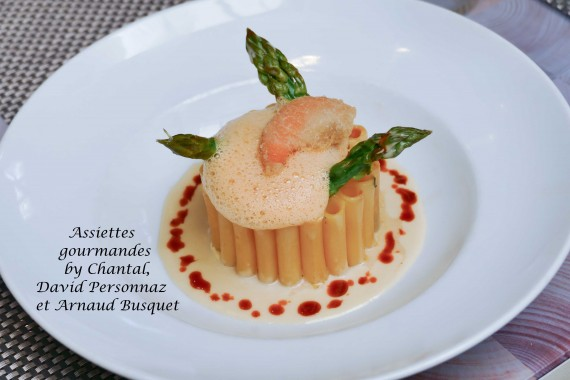 Assiettes
gourmandes
by Chantal,
David Personnaz
et Arnaud Busquet